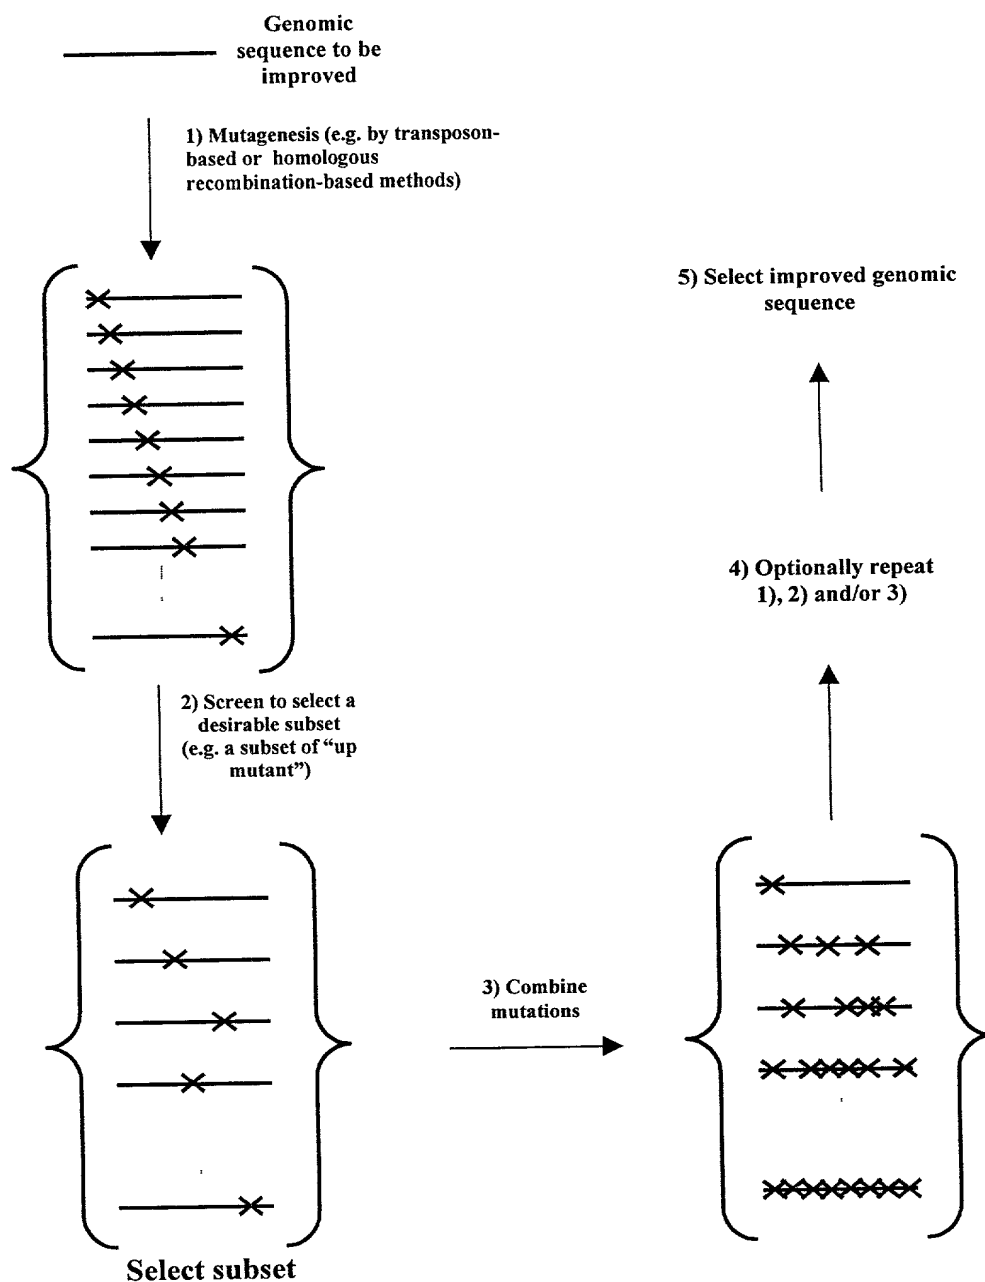 Genomic
sequence to be
improved
1) Mutagenesis (e.g. by transposon-
based or homologous
recombination-based methods)
2) Screen to select a
desirable subset
(e.g. a subset of “up
mutant”)
Select subset
3) Combine
mutations
4) Optionally repeat
1), 2) and/or 3)
5) Select improved genomic
sequence